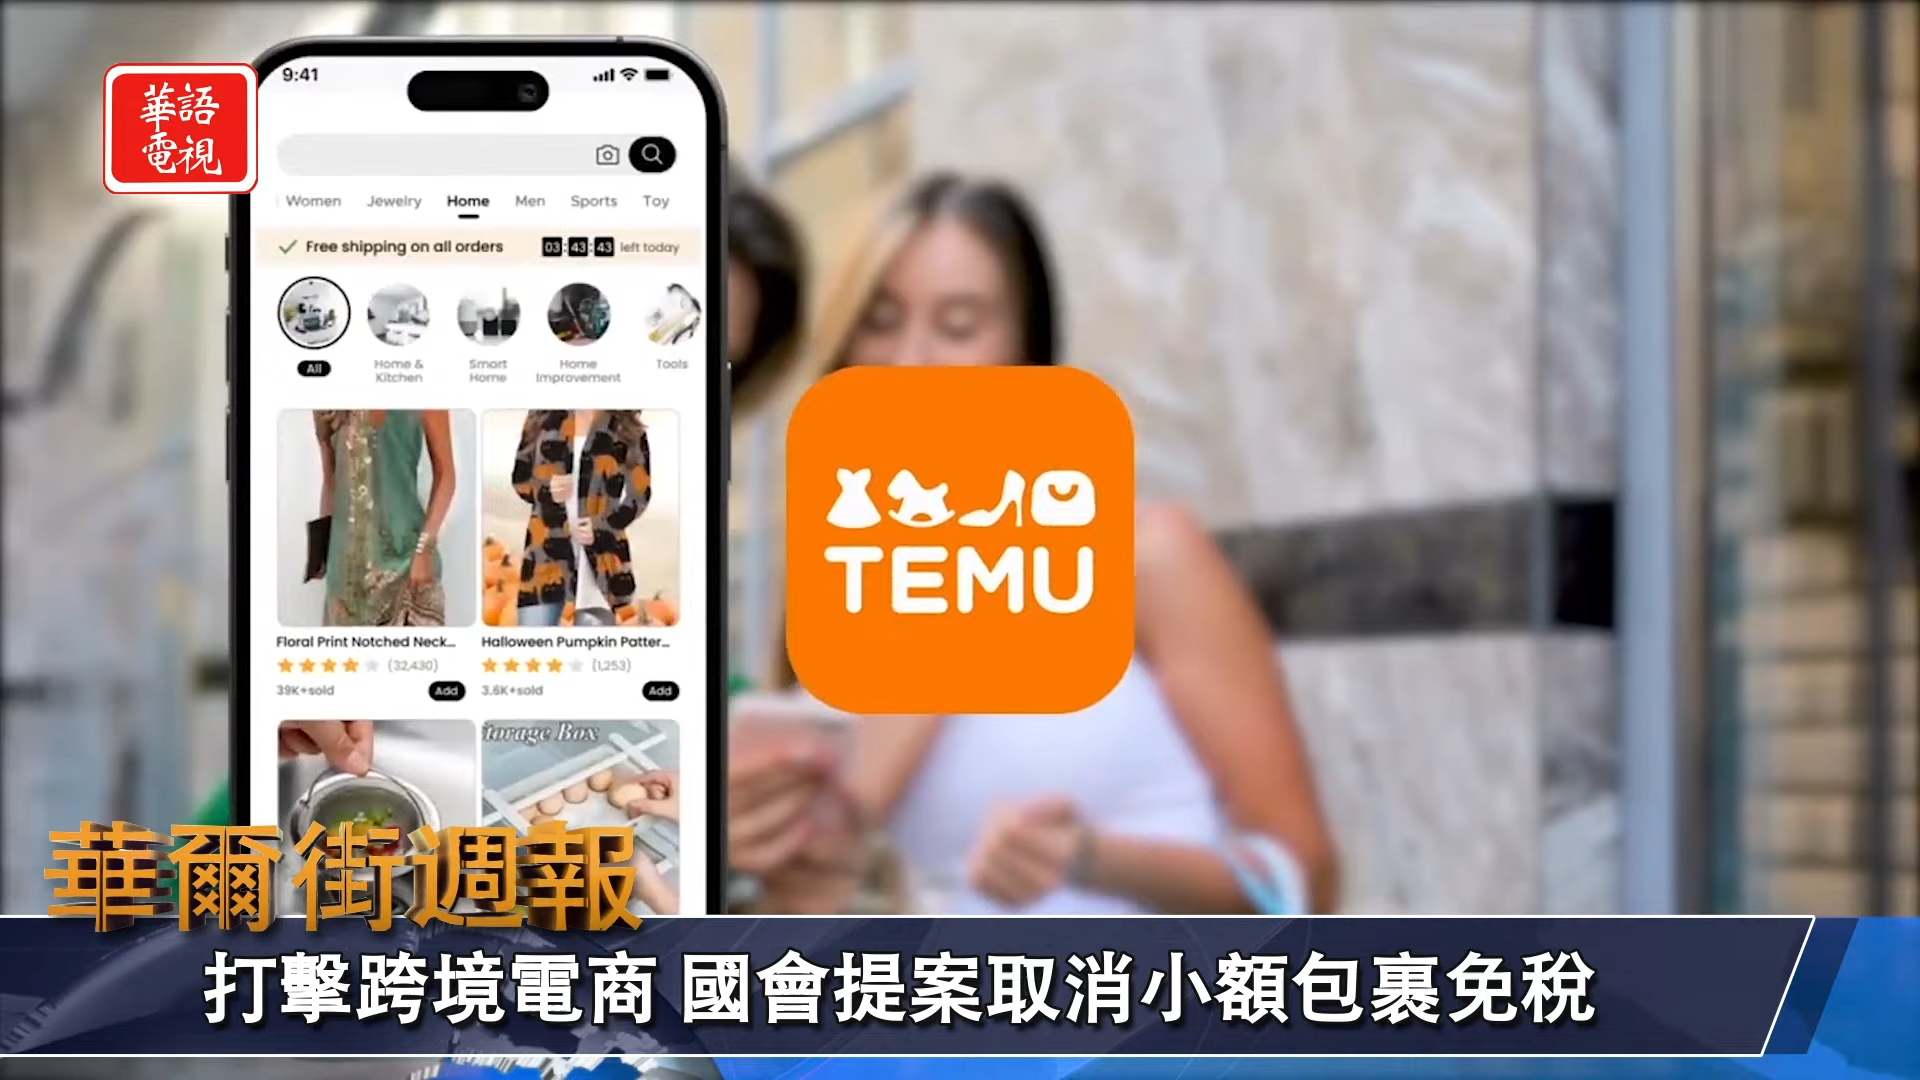 華語
電視
9:41
Women Jewelry Home Men Sports Toy
Free shipping on all orders 03:43:43 left today
All
Home &
Kitchen
Smart
Home
Home
Improvement
Tools
Floral Print Notched Neck...
(32,430)
39K+sold Add
Halloween Pumpkin Patter...
(1,253)
3.6K+sold Add
Storage Box
TEMU
華爾街週報
打擊跨境電商 國會提案取消小額包裹免稅